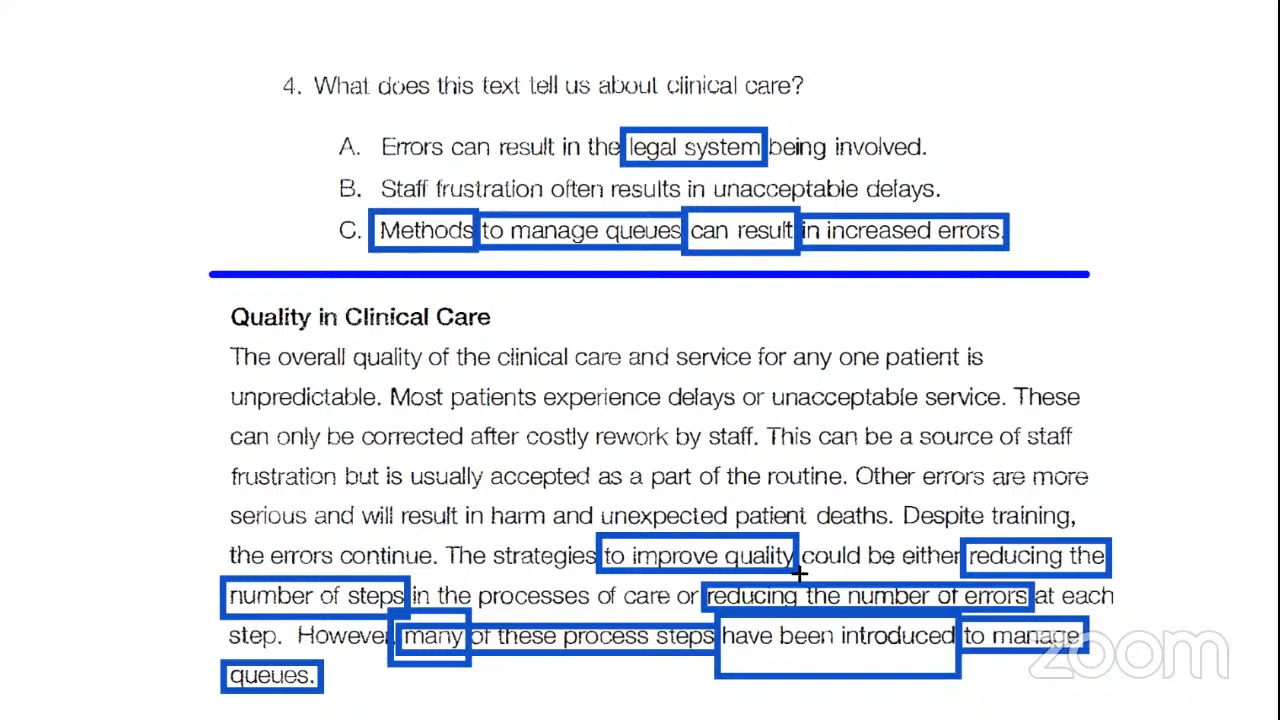 4. What does this text tell us about clinical care?
A. Errors can result in the legal system being involved.
B. Staff frustration often results in unacceptable delays.
C. Methods to manage queues can result in increased errors.
Quality in Clinical Care
The overall quality of the clinical care and service for any one patient is
unpredictable. Most patients experience delays or unacceptable service. These
can only be corrected after costly rework by staff. This can be a source of staff
frustration but is usually accepted as a part of the routine. Other errors are more
serious and will result in harm and unexpected patient deaths. Despite training,
the errors continue. The strategies to improve quality could be either reducing the
number of steps in the processes of care or reducing the number of errors at each
step. However, many of these process steps have been introduced to manage
queues.
zoom